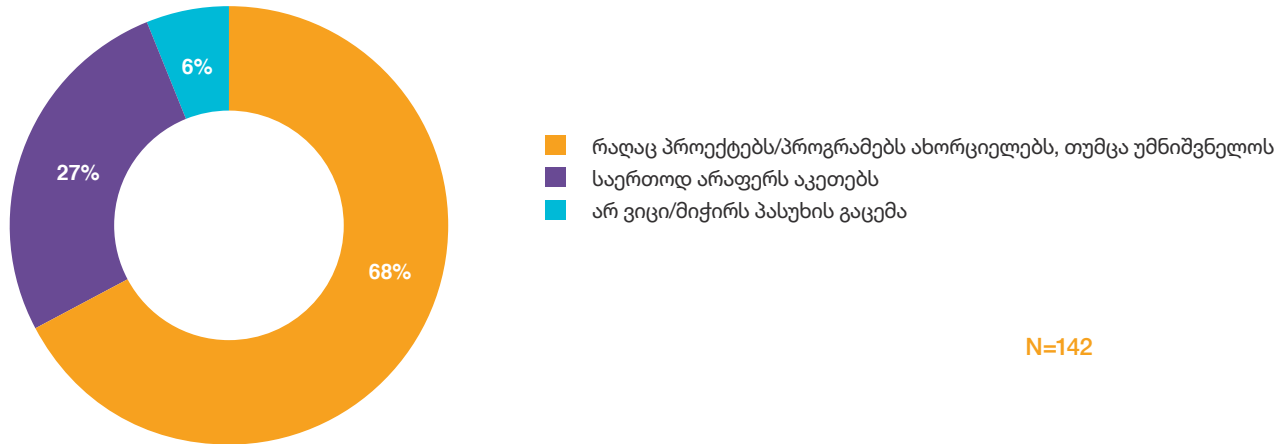 6%
27%
68%
რაღაც პროექტებს/პროგრამებს ახორციელებს, თუმცა უმნიშვნელოს
საერთოდ არაფერს აკეთებს
არ ვიცი/მიჭირს პასუხის გაცემა
N=142